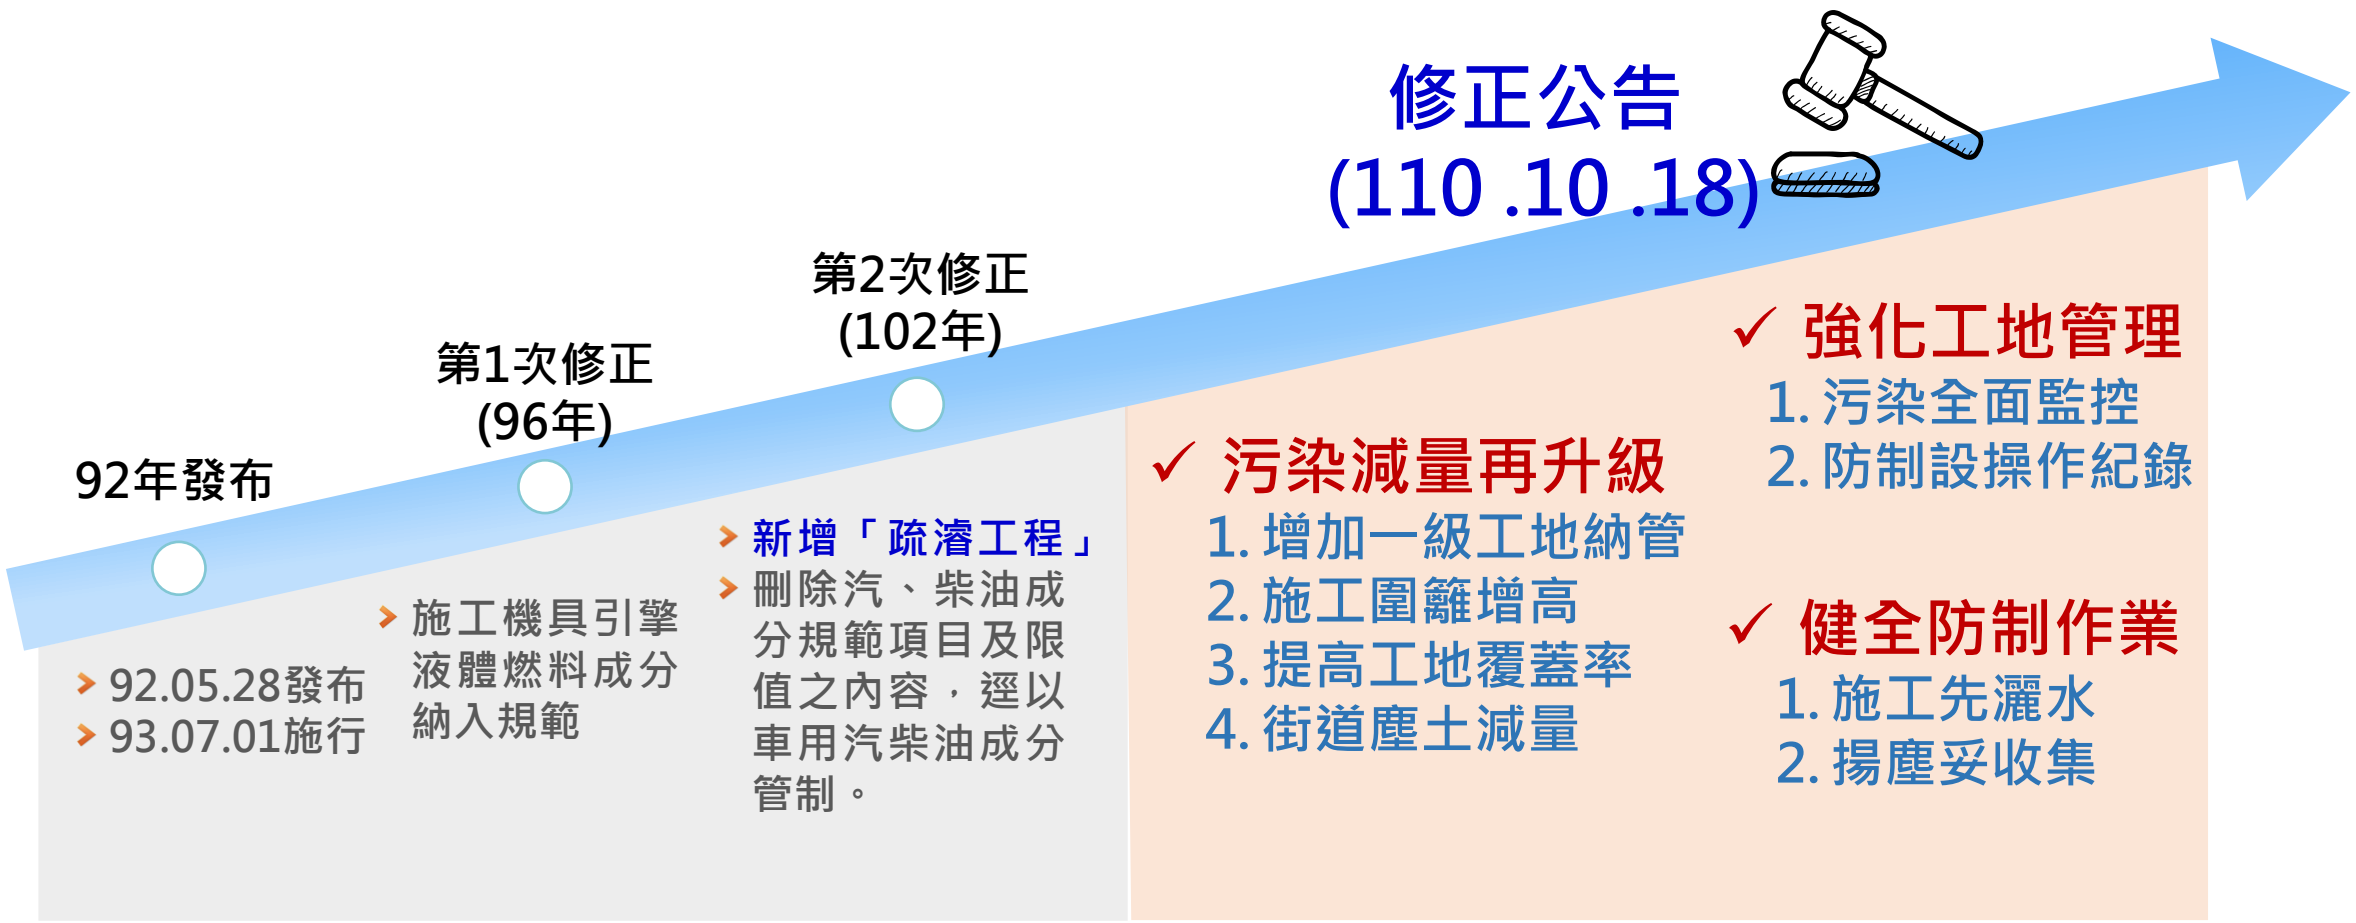 92年發布
92.05.28發布
93.07.01施行
第1次修正
(96年)
施工機具引擎
液體燃料成分
納入規範
第2次修正
(102年)
新增「疏濬工程」
刪除汽、柴油成
分規範項目及限
值之內容，逕以
車用汽柴油成分
管制。
修正公告
(110 .10 .18)
✓ 污染減量再升級
1. 增加一級工地納管
2. 施工圍籬增高
3. 提高工地覆蓋率
4. 街道塵土減量
✓ 強化工地管理
1. 污染全面監控
2. 防制設操作紀錄
✓ 健全防制作業
1. 施工先灑水
2. 揚塵妥收集